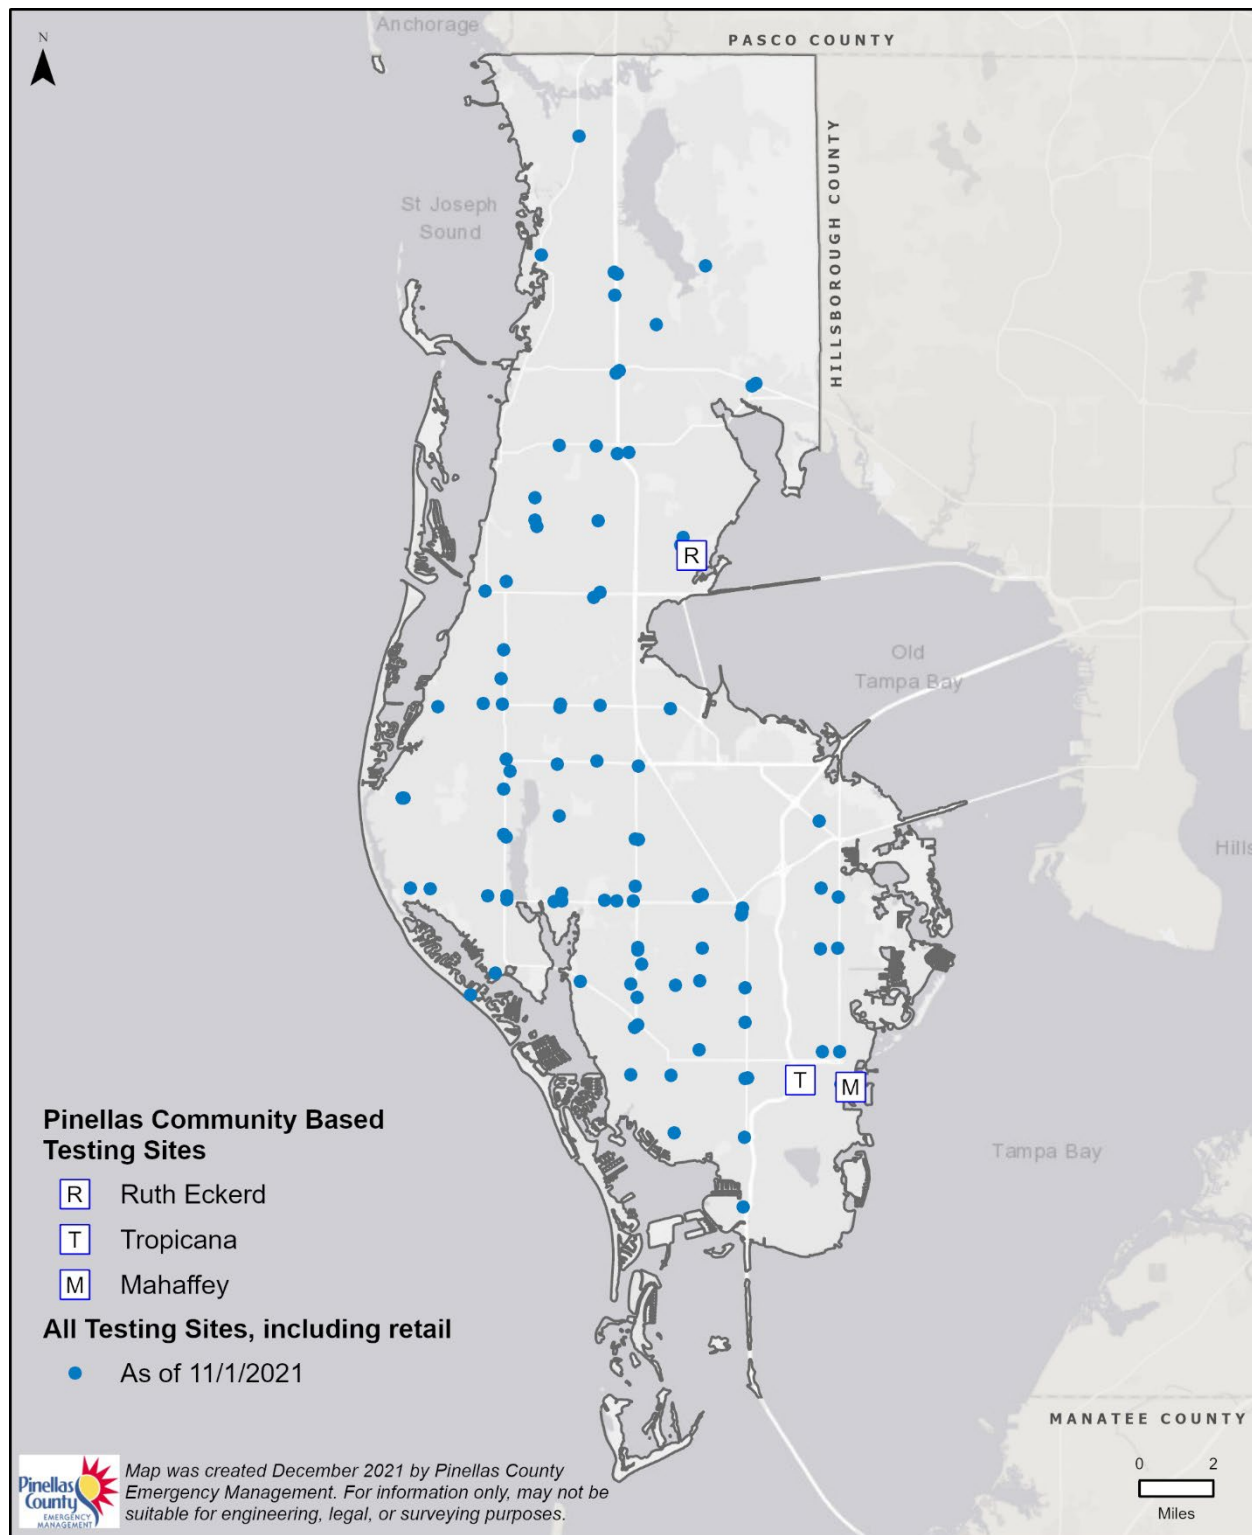 Anchorage
N
PASCO COUNTY
HILLSBOROUGH COUNTY
St Joseph
Sound
R
Old
Tampa Bay
Hills
T
M
Tampa Bay
Pinellas Community Based
Testing Sites
R Ruth Eckerd
T Tropicana
M Mahaffey
All Testing Sites, including retail
As of 11/1/2021
MANATEE COUNTY
0 2
Miles
Pinellas
County
EMERGENCY
MANAGEMENT
Map was created December 2021 by Pinellas County
Emergency Management. For information only, may not be
suitable for engineering, legal, or surveying purposes.